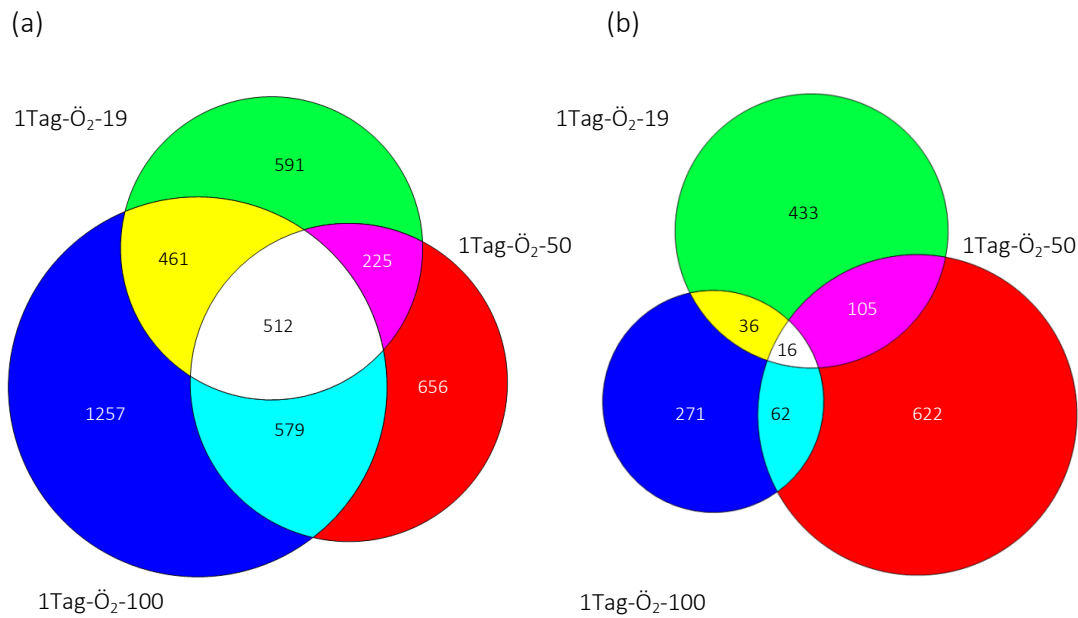 (a)
(b)
1Tag-Ö₂-19
591
461
225
1Tag-Ö₂-50
512
1257
579
656
1Tag-Ö₂-100
1Tag-Ö₂-19
433
1Tag-Ö₂-50
36
105
16
271
62
622
1Tag-Ö₂-100